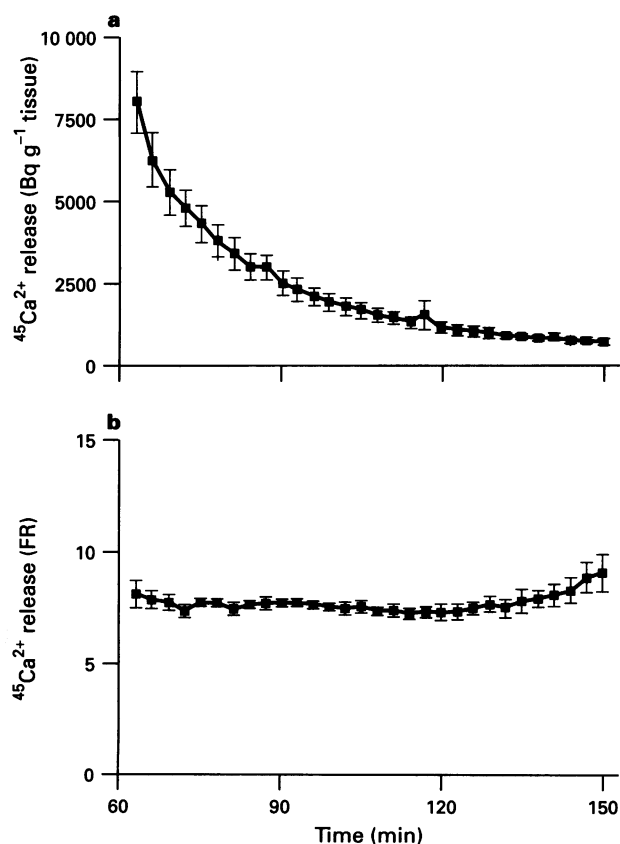 a
10 000
7500
5000
2500
0
⁴⁵Ca²⁺ release (Bq g⁻¹ tissue)
b
15
10
5
0
⁴⁵Ca²⁺ release (FR)
60 90 120 150
Time (min)